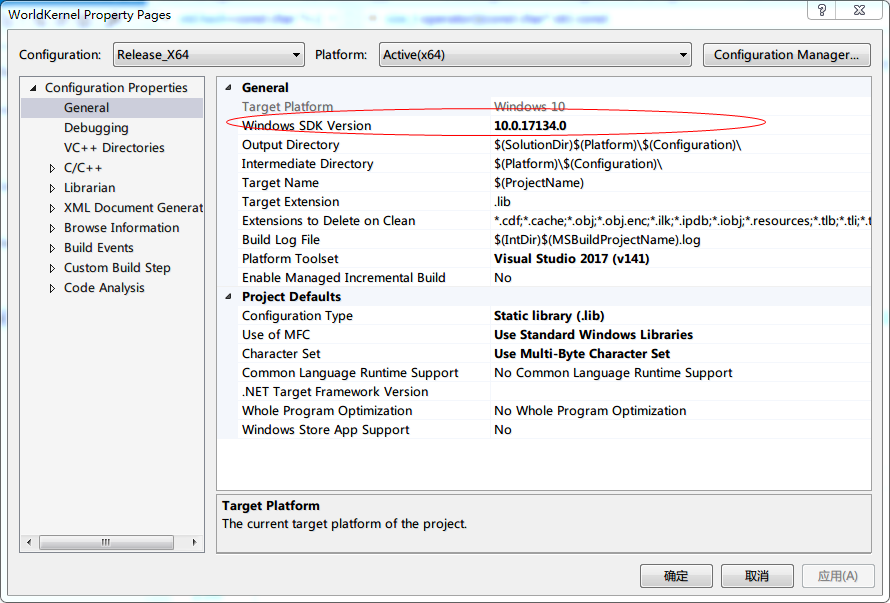 WorldKernel Property Pages
Configuration: Release_X64 Platform: Active(x64) Configuration Manager...
Configuration Properties
General
Debugging
VC++ Directories
C/C++
Librarian
XML Document Generat
Browse Information
Build Events
Custom Build Step
Code Analysis
General
Target Platform Windows 10
Windows SDK Version 10.0.17134.0
Output Directory $(SolutionDir)$(Platform)\$(Configuration)\
Intermediate Directory $(Platform)\$(Configuration)\
Target Name $(ProjectName)
Target Extension .lib
Extensions to Delete on Clean *.cdf;*.cache;*.obj;*.obj.enc;*.ilk;*.ipdb;*.iobj;*.resources;*.tlb;*.tli;*.t
Build Log File $(IntDir)$(MSBuildProjectName).log
Platform Toolset Visual Studio 2017 (v141)
Enable Managed Incremental Build No
Project Defaults
Configuration Type Static library (.lib)
Use of MFC Use Standard Windows Libraries
Character Set Use Multi-Byte Character Set
Common Language Runtime Support No Common Language Runtime Support
.NET Target Framework Version
Whole Program Optimization No Whole Program Optimization
Windows Store App Support No
Target Platform
The current target platform of the project.
确定 取消 应用(A)